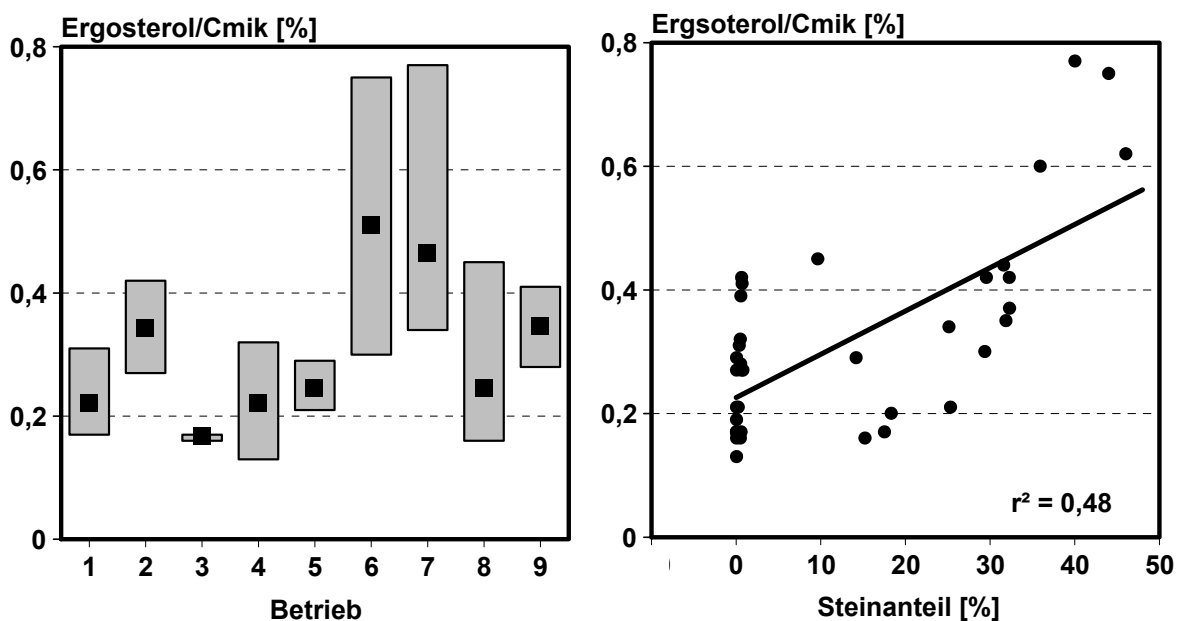 Ergosterol/Cmik [%]
0,8
0,6
0,4
0,2
0
1 2 3 4 5 6 7 8 9
Betrieb
Ergsoterol/Cmik [%]
0,8
0,6
0,4
0,2
0
r² = 0,48
0 10 20 30 40 50
Steinanteil [%]